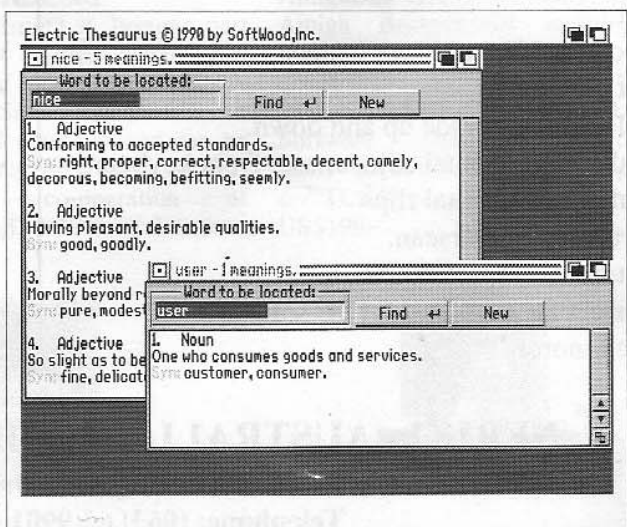 Electric Thesaurus © 1990 by SoftWood,Inc.
nice - 5 meanings.
Word to be located:
nice
Find ↵ New
1. Adjective
Conforming to accepted standards.
Syn: right, proper, correct, respectable, decent, comely,
decorous, becoming, befitting, seemly.
2. Adjective
Having pleasant, desirable qualities.
Syn: good, goodly.
3. Adjective
Morally beyond r
Syn: pure, modest
4. Adjective
So slight as to be
Syn: fine, delicat
user - 1 meanings.
Word to be located:
user
Find ↵ New
1. Noun
One who consumes goods and services.
Syn: customer, consumer.